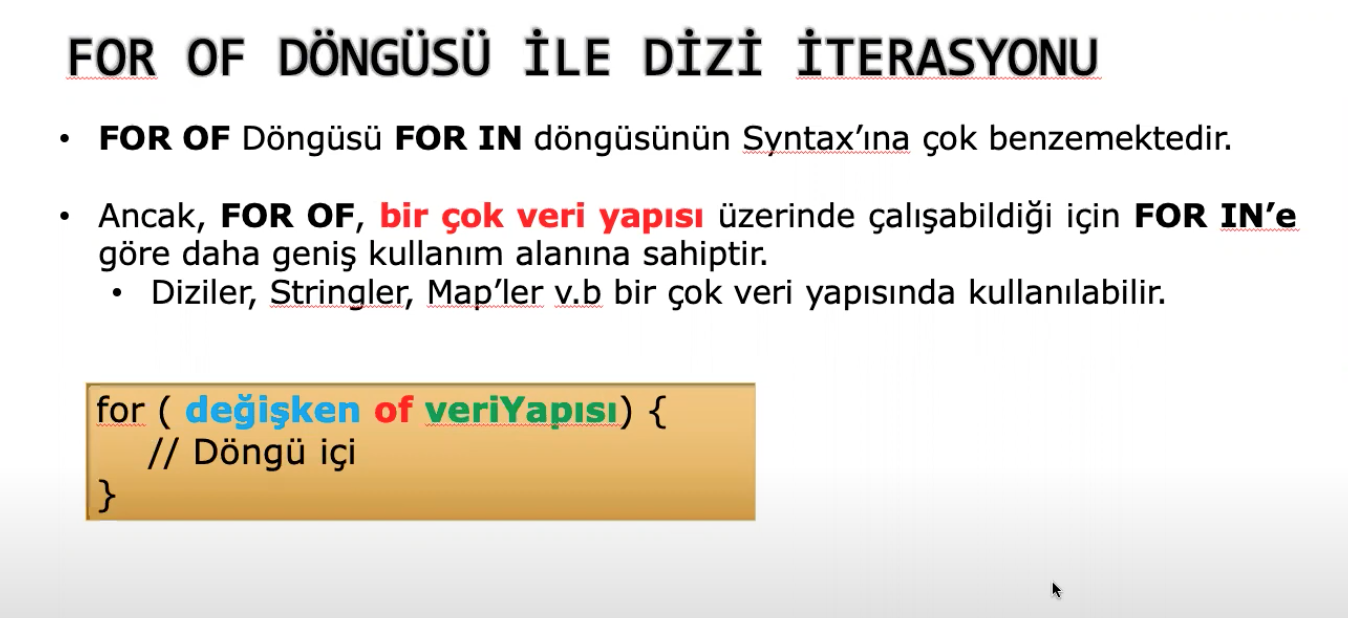 FOR OF DÖNGÜSÜ İLE DİZİ İTERASYONU
• FOR OF Döngüsü FOR IN döngüsünün Syntax’ına çok benzemektedir.
• Ancak, FOR OF, bir çok veri yapısı üzerinde çalışabildiği için FOR IN’e
göre daha geniş kullanım alanına sahiptir.
• Diziler, Stringler, Map’ler v.b bir çok veri yapısında kullanılabilir.
for ( değişken of veriYapısı) {
// Döngü içi
}